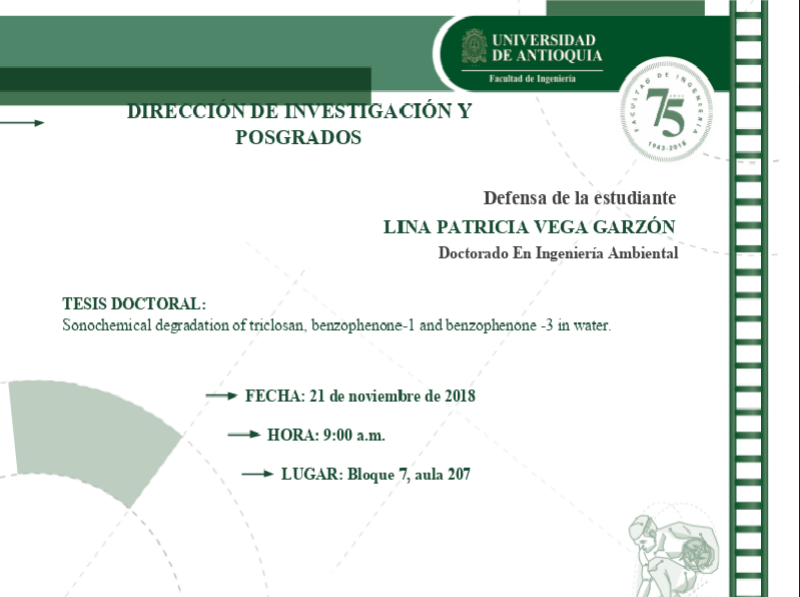 UNIVERSIDAD
DE ANTIOQUIA
Facultad de Ingeniería
FACULTAD DE INGENIERÍA
75
AÑOS
1943-2018
DIRECCIÓN DE INVESTIGACIÓN Y
POSGRADOS
Defensa de la estudiante
LINA PATRICIA VEGA GARZÓN
Doctorado En Ingeniería Ambiental
TESIS DOCTORAL:
Sonochemical degradation of triclosan, benzophenone-1 and benzophenone -3 in water.
FECHA: 21 de noviembre de 2018
HORA: 9:00 a.m.
LUGAR: Bloque 7, aula 207